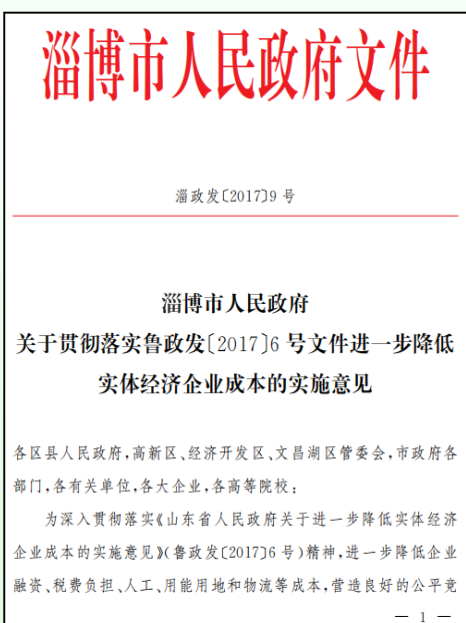 淄博市人民政府文件
淄政发〔2017〕9 号
淄博市人民政府
关于贯彻落实鲁政发〔2017〕6 号文件进一步降低
实体经济企业成本的实施意见
各区县人民政府,高新区、经济开发区、文昌湖区管委会,市政府各
部门,各有关单位,各大企业,各高等院校:
为深入贯彻落实《山东省人民政府关于进一步降低实体经济
企业成本的实施意见》(鲁政发〔2017〕6 号)精神,进一步降低企业
融资、税费负担、人工、用能用地和物流等成本,营造良好的公平竞
— 1 —